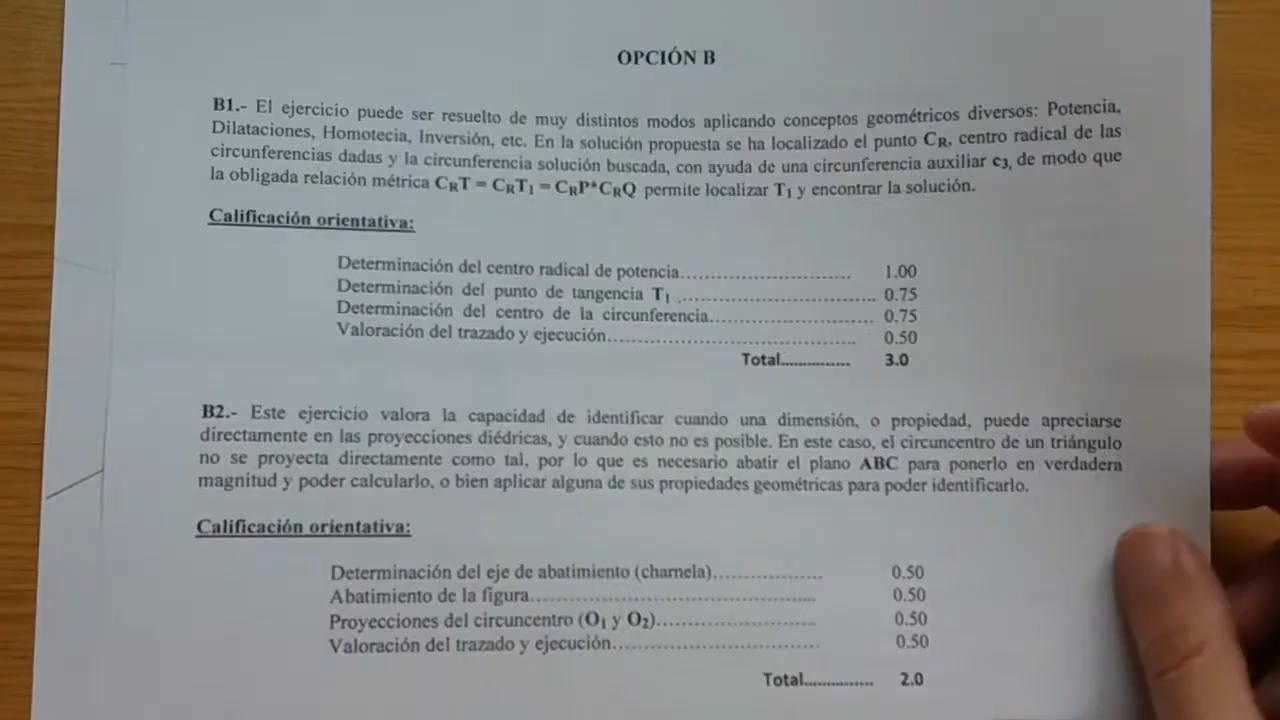 OPCIÓN B
B1.- El ejercicio puede ser resuelto de muy distintos modos aplicando conceptos geométricos diversos: Potencia,
Dilataciones, Homotecia, Inversión, etc. En la solución propuesta se ha localizado el punto CR, centro radical de las
circunferencias dadas y la circunferencia solución buscada, con ayuda de una circunferencia auxiliar c3, de modo que
la obligada relación métrica CRT = CRT1 = CRP*CRQ permite localizar T1 y encontrar la solución.
Calificación orientativa:
Determinación del centro radical de potencia............................ 1.00
Determinación del punto de tangencia T1 ................................ 0.75
Determinación del centro de la circunferencia........................... 0.75
Valoración del trazado y ejecución.......................................... 0.50
Total............... 3.0
B2.- Este ejercicio valora la capacidad de identificar cuando una dimensión, o propiedad, puede apreciarse
directamente en las proyecciones diédricas, y cuando esto no es posible. En este caso, el circuncentro de un triángulo
no se proyecta directamente como tal, por lo que es necesario abatir el plano ABC para ponerlo en verdadera
magnitud y poder calcularlo, o bien aplicar alguna de sus propiedades geométricas para poder identificarlo.
Calificación orientativa:
Determinación del eje de abatimiento (charnela)................... 0.50
Abatimiento de la figura.................................................. 0.50
Proyecciones del circuncentro (O1 y O2)........................... 0.50
Valoración del trazado y ejecución.................................... 0.50
Total............... 2.0